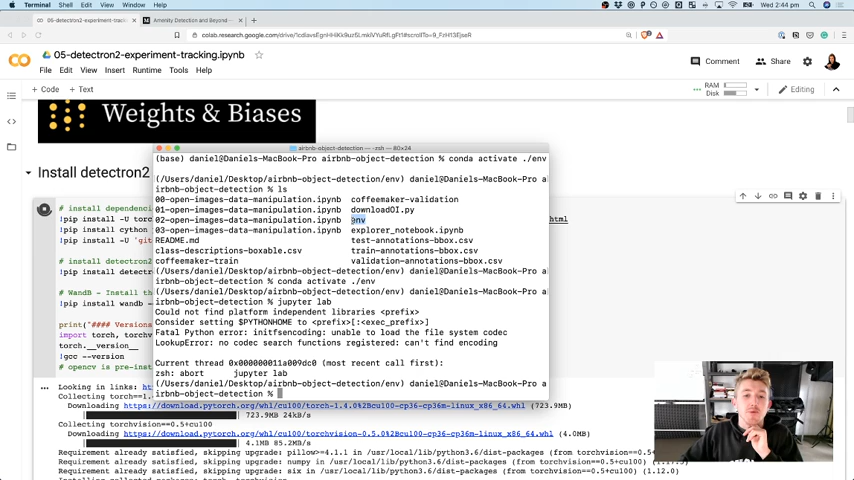 Terminal Shell Edit View Window Help
Wed 2:44 pm
05-detectron2-experiment-tracking
Amenity Detection and Beyond
05-detectron2-experiment-tracking.ipynb
File Edit View Insert Runtime Tools Help
Comment
Share
+ Code + Text
RAM
Disk
Editing
Weights & Biases
Install detectron2
airbnb-object-detection — -zsh — 80x24
(base) daniel@Daniels-MacBook-Pro airbnb-object-detection % conda activate ./env
(/Users/daniel/Desktop/airbnb-object-detection/env) daniel@Daniels-MacBook-Pro a
irbnb-object-detection % ls
00-open-images-data-manipulation.ipynb coffeemaker-validation
01-open-images-data-manipulation.ipynb downloadOI.py
02-open-images-data-manipulation.ipynb env
03-open-images-data-manipulation.ipynb explorer_notebook.ipynb
README.md test-annotations-bbox.csv
class-descriptions-boxable.csv train-annotations-bbox.csv
coffeemaker-train validation-annotations-bbox.csv
(/Users/daniel/Desktop/airbnb-object-detection/env) daniel@Daniels-MacBook-Pro a
irbnb-object-detection % conda activate ./env
(/Users/daniel/Desktop/airbnb-object-detection/env) daniel@Daniels-MacBook-Pro a
irbnb-object-detection % jupyter lab
Could not find platform independent libraries <prefix>
Consider setting $PYTHONHOME to <prefix>[:<exec_prefix>]
Fatal Python error: initfsencoding: unable to load the file system codec
LookupError: no codec search functions registered: can't find encoding
Current thread 0x000000011a009dc0 (most recent call first):
zsh: abort jupyter lab
(/Users/daniel/Desktop/airbnb-object-detection/env) daniel@Daniels-MacBook-Pro a
irbnb-object-detection %
# install dependenc
!pip install -U torc
html
!pip install cython
!pip install -U 'git
# install detectron2
!pip install detect
# WandB - Install th
!pip install wandb
print("#### Versions
import torch, torchv
torch.__version__
!gcc --version
# opencv is pre-inst
Looking in links: ht
Collecting torch==1.
Downloading https://download.pytorch.org/whl/cu100/torch-1.4.0%2Bcu100-cp36-cp36m-linux_x86_64.whl (723.9MB)
723.9MB 24kB/s
Collecting torchvision==0.5+cu100
Downloading https://download.pytorch.org/whl/cu100/torchvision-0.5.0%2Bcu100-cp36-cp36m-linux_x86_64.whl (4.0MB)
4.1MB 85.2MB/s
Requirement already satisfied, skipping upgrade: pillow>=4.1.1 in /usr/local/lib/python3.6/dist-packages (from torchvision==0.5+cu100)
Requirement already satisfied, skipping upgrade: numpy in /usr/local/lib/python3.6/dist-packages (from torchvision==0.5+cu100)
Requirement already satisfied, skipping upgrade: six in /usr/local/lib/python3.6/dist-packages (from torchvision==0.5+cu100) (1.12.0)